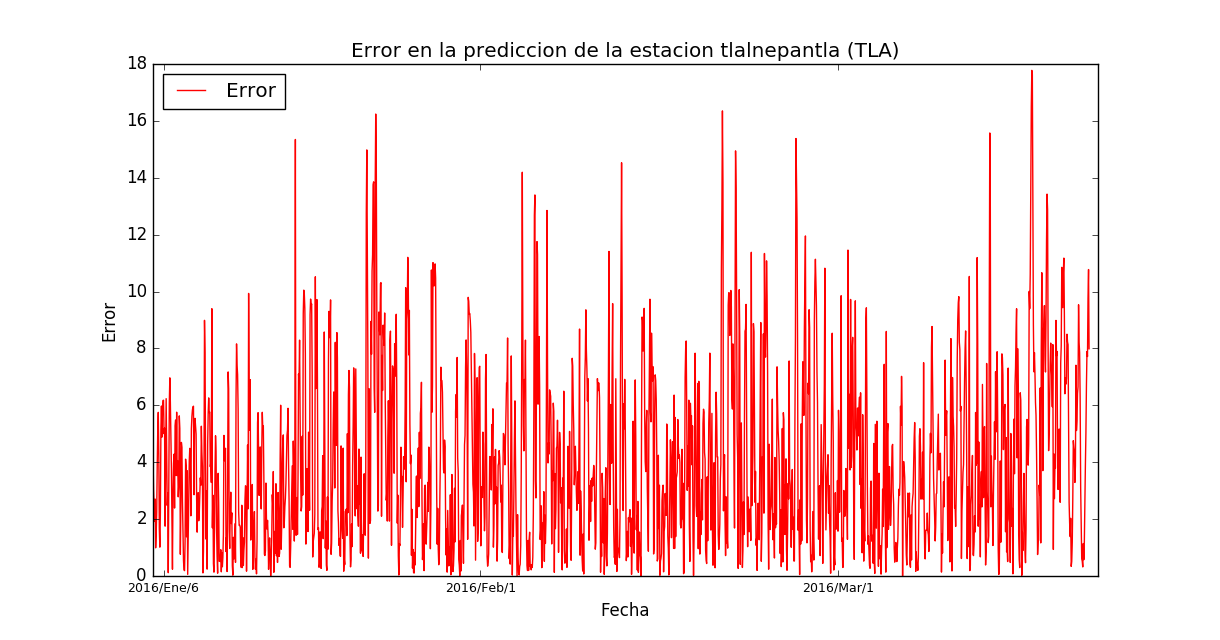 Error en la prediccion de la estacion tlalnepantla (TLA)
Error
18
16
14
12
10
8
6
4
2
0
Error
2016/Ene/6
2016/Feb/1
2016/Mar/1
Fecha